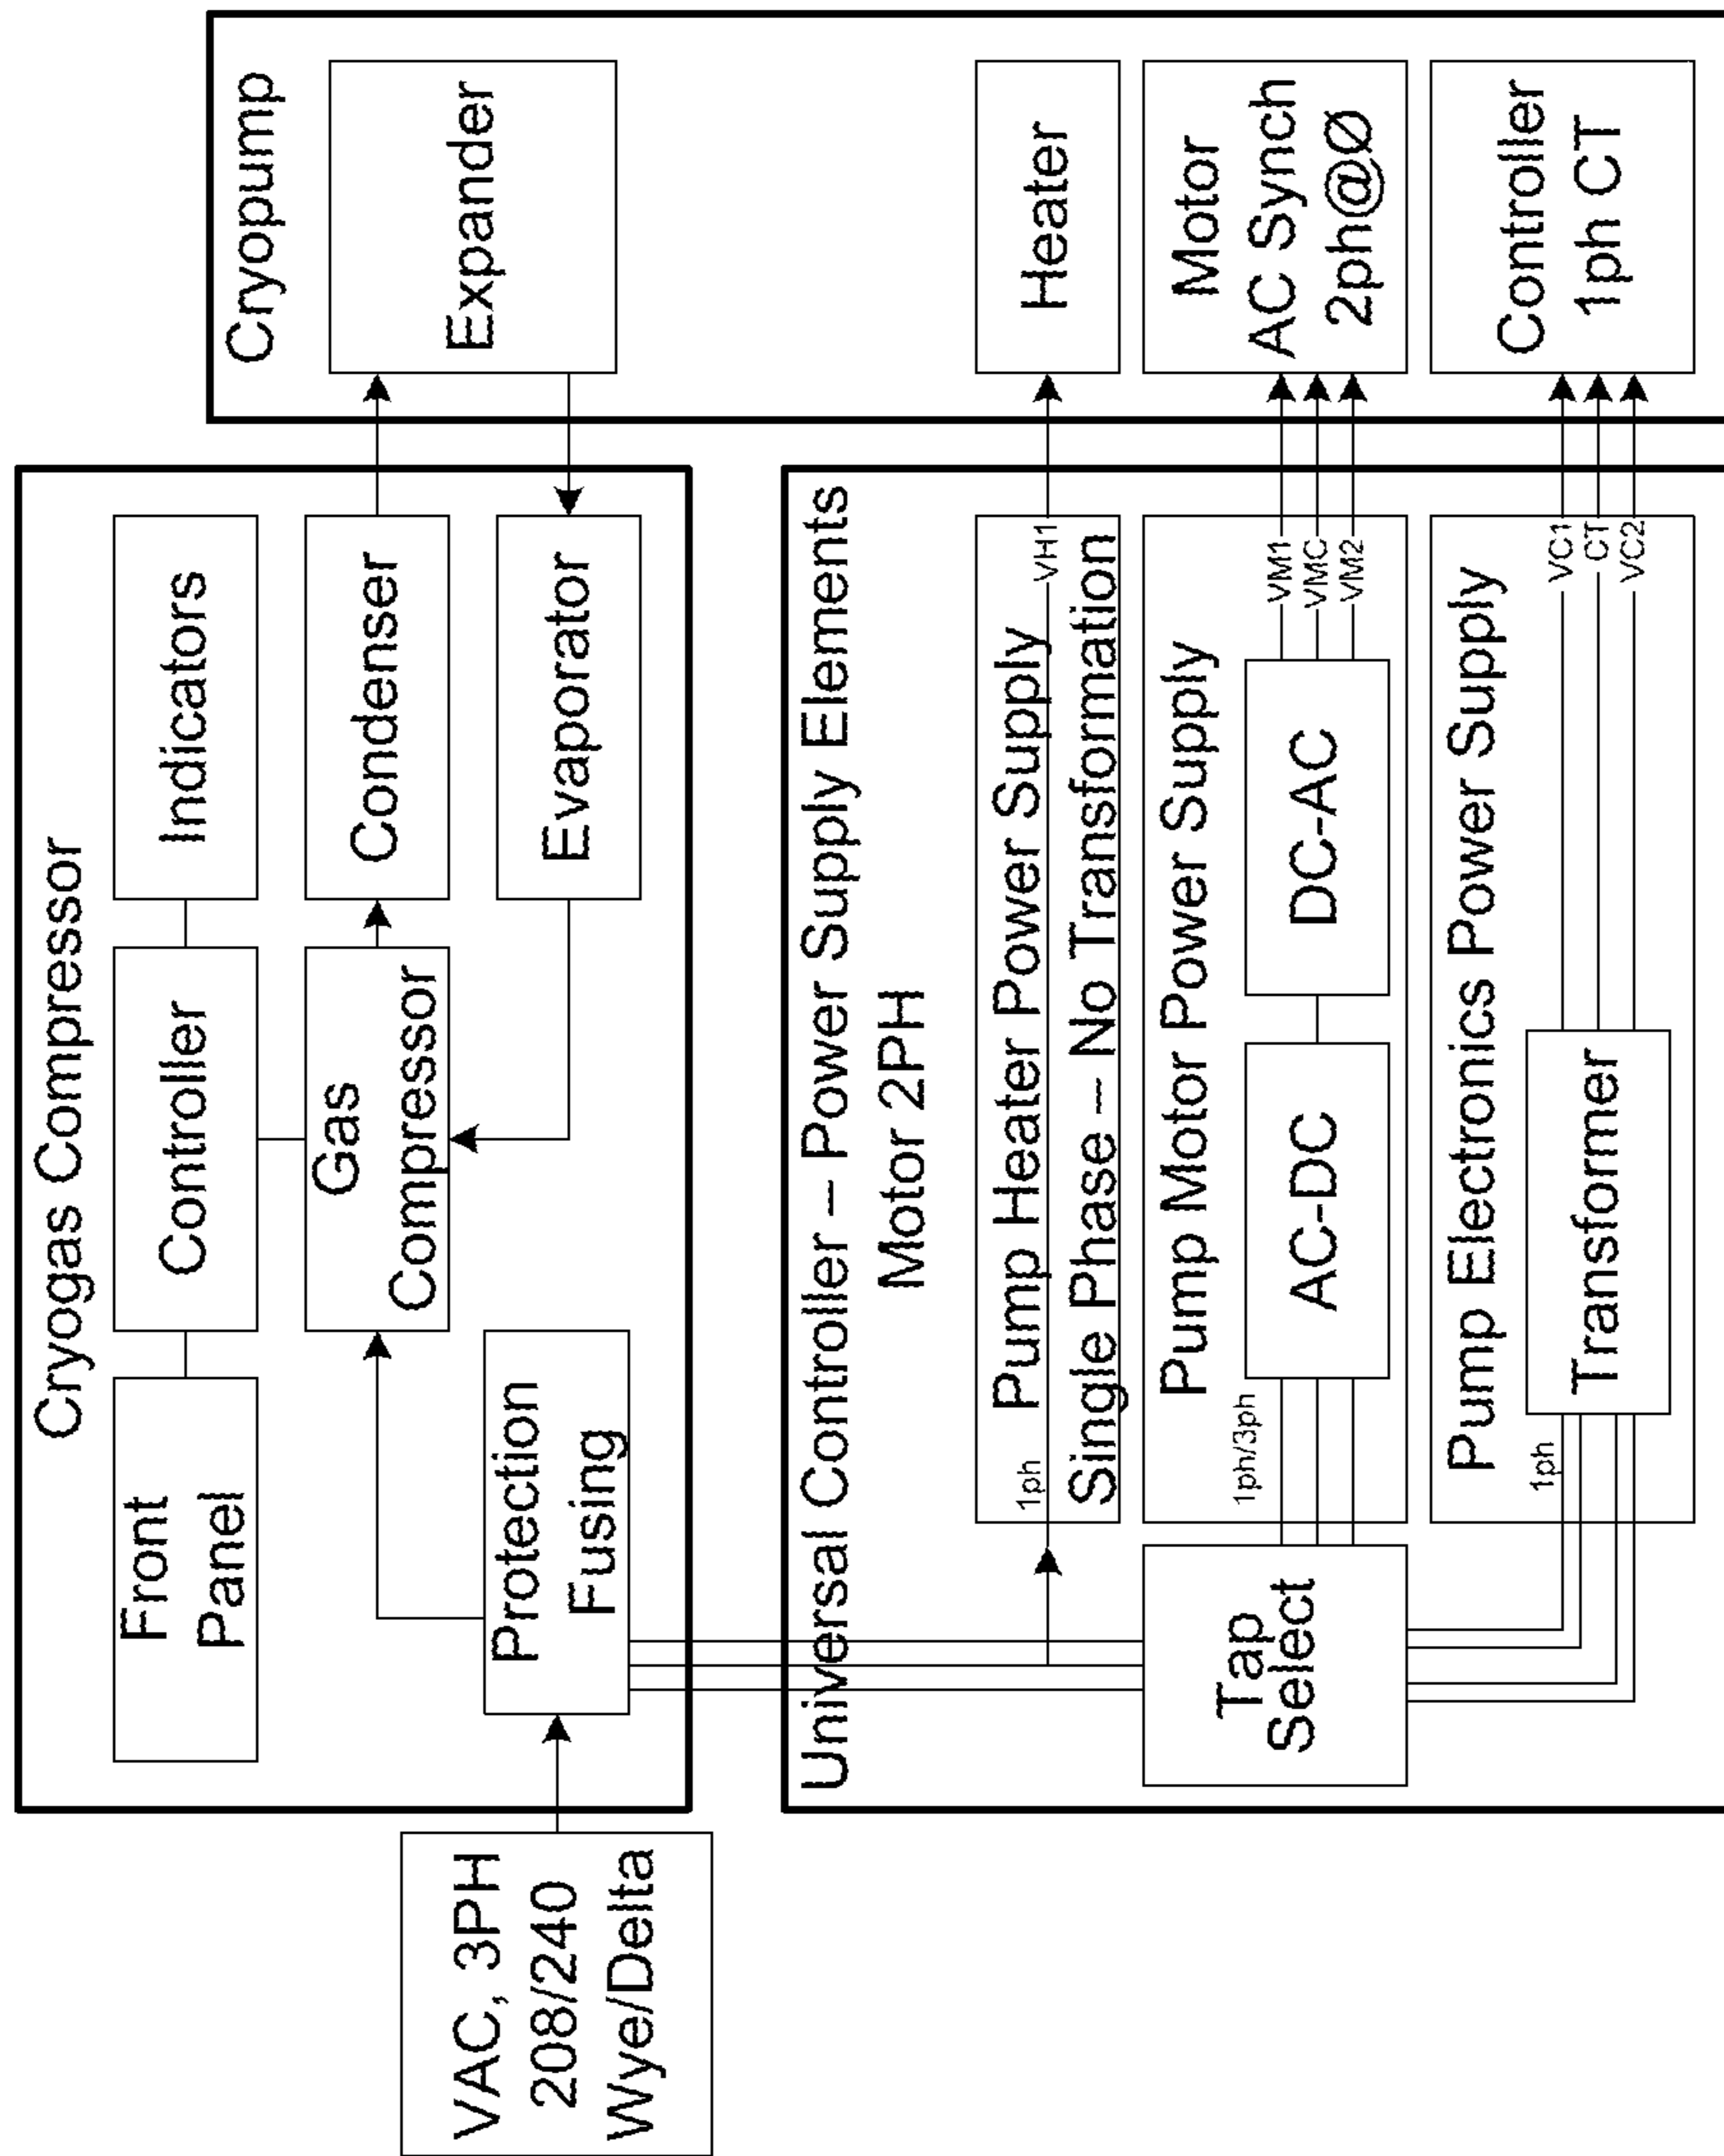 Cryogas Compressor
Front
Panel
Controller
Indicators
Gas
Compressor
Condenser
Protection
Fusing
Evaporator
VAC, 3PH
208/240
Wye/Delta
Cryopump
Expander
Heater
Motor
AC Synch
2ph@Ø
Controller
1ph CT
Universal Controller – Power Supply Elements
Motor 2PH
Pump Heater Power Supply
1ph
VH1
Single Phase – No Transformation
Tap
Select
Pump Motor Power Supply
1ph/3ph
AC-DC
DC-AC
VM1
VMC
VM2
Pump Electronics Power Supply
1ph
Transformer
VC1
CT
VC2